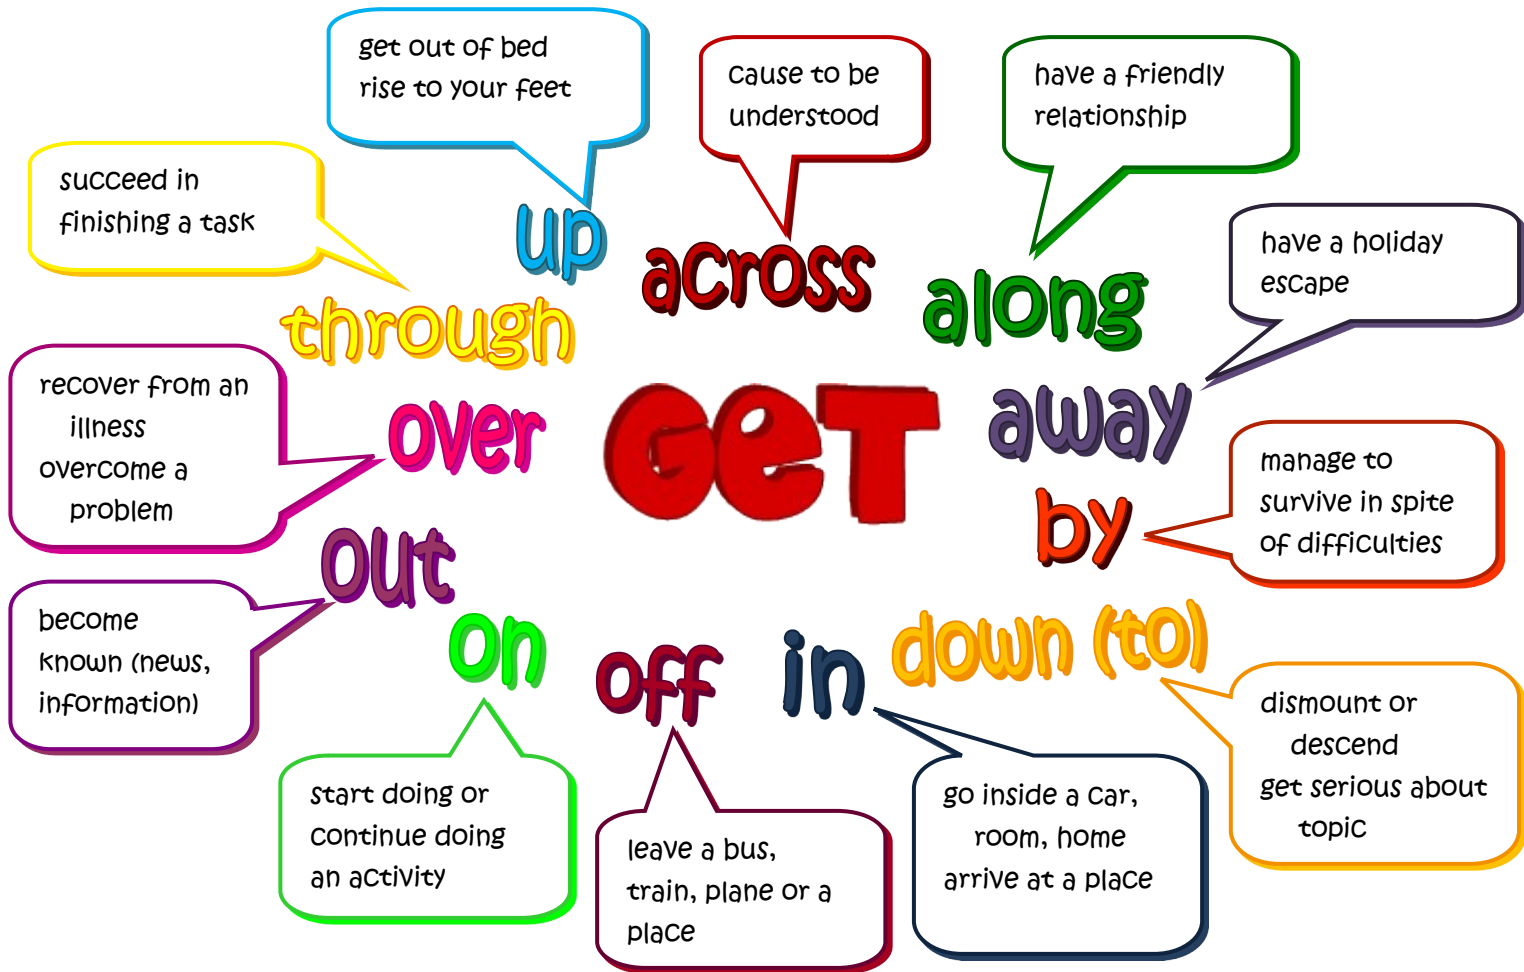 get out of bed
rise to your feet
up
cause to be
understood
across
have a friendly
relationship
along
have a holiday
escape
away
manage to
survive in spite
of difficulties
by
dismount or
descend
get serious about
topic
down (to)
go inside a car,
room, home
arrive at a place
in
leave a bus,
train, plane or a
place
off
start doing or
continue doing
an activity
on
become
known (news,
information)
out
recover from an
illness
overcome a
problem
over
succeed in
finishing a task
through
GeT